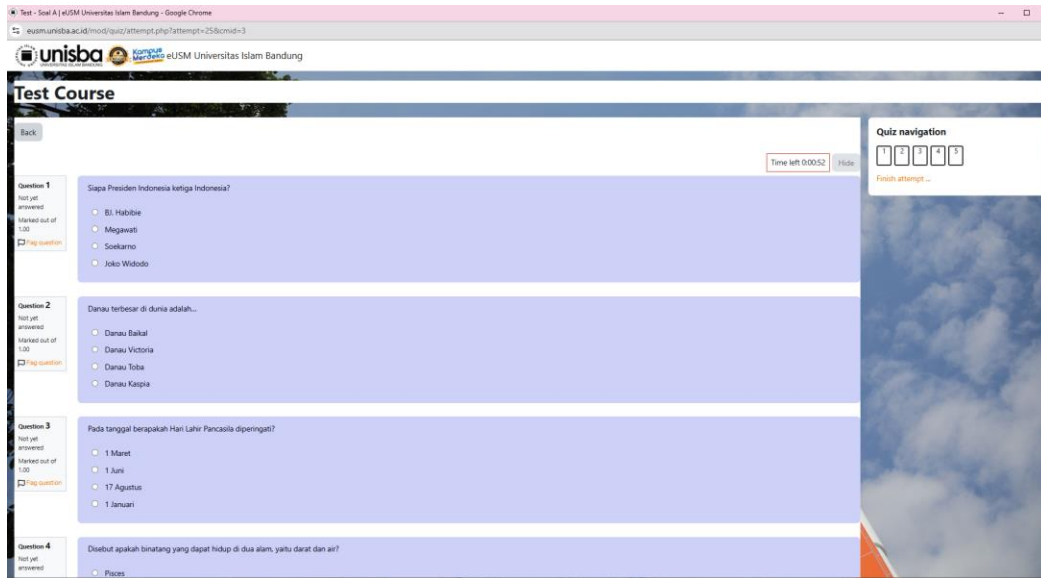 Test - Soal A | eUSM Universitas Islam Bandung - Google Chrome
eusm.unisba.ac.id/mod/quiz/attempt.php?attempt=25&cmid=3
unisba
UNIVERSITAS ISLAM BANDUNG
Kampus
Merdeka
eUSM Universitas Islam Bandung
Test Course
Back
Time left 0:00:52
Hide
Question 1
Not yet
answered
Marked out of
1.00
Flag question
Siapa Presiden Indonesia ketiga Indonesia?
BJ. Habibie
Megawati
Soekarno
Joko Widodo
Question 2
Not yet
answered
Marked out of
1.00
Flag question
Danau terbesar di dunia adalah...
Danau Baikal
Danau Victoria
Danau Toba
Danau Kaspia
Question 3
Not yet
answered
Marked out of
1.00
Flag question
Pada tanggal berapakah Hari Lahir Pancasila diperingati?
1 Maret
1 Juni
17 Agustus
1 Januari
Question 4
Not yet
answered
Disebut apakah binatang yang dapat hidup di dua alam, yaitu darat dan air?
Pisces
Quiz navigation
1 2 3 4 5
Finish attempt ...